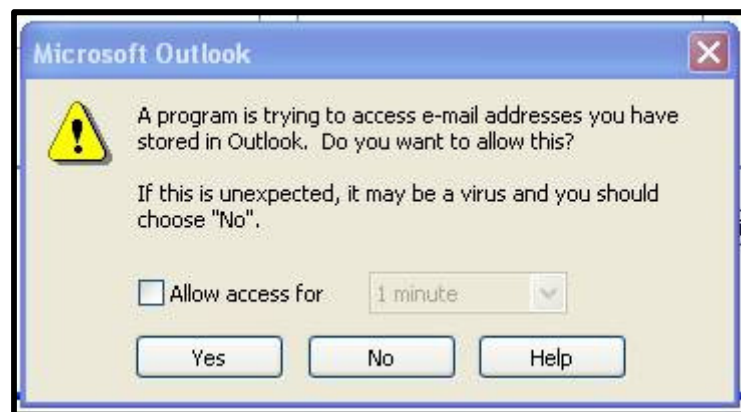 Microsoft Outlook
A program is trying to access e-mail addresses you have
stored in Outlook. Do you want to allow this?
If this is unexpected, it may be a virus and you should
choose "No".
Allow access for 1 minute
Yes No Help